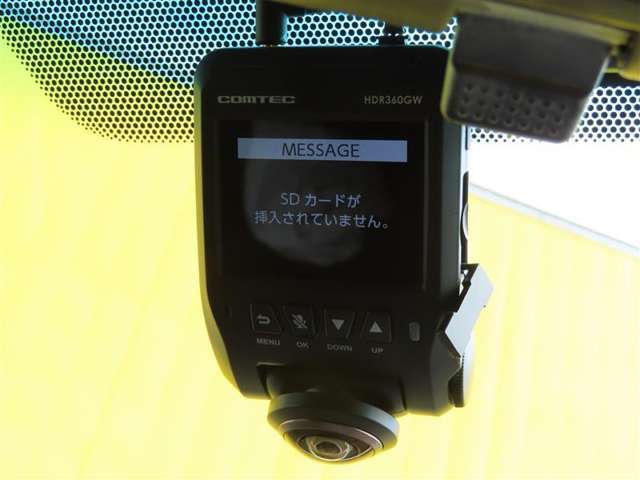 COMTEC HDR360GW
MESSAGE
SDカードが
挿入されていません。
MENU OK DOWN UP